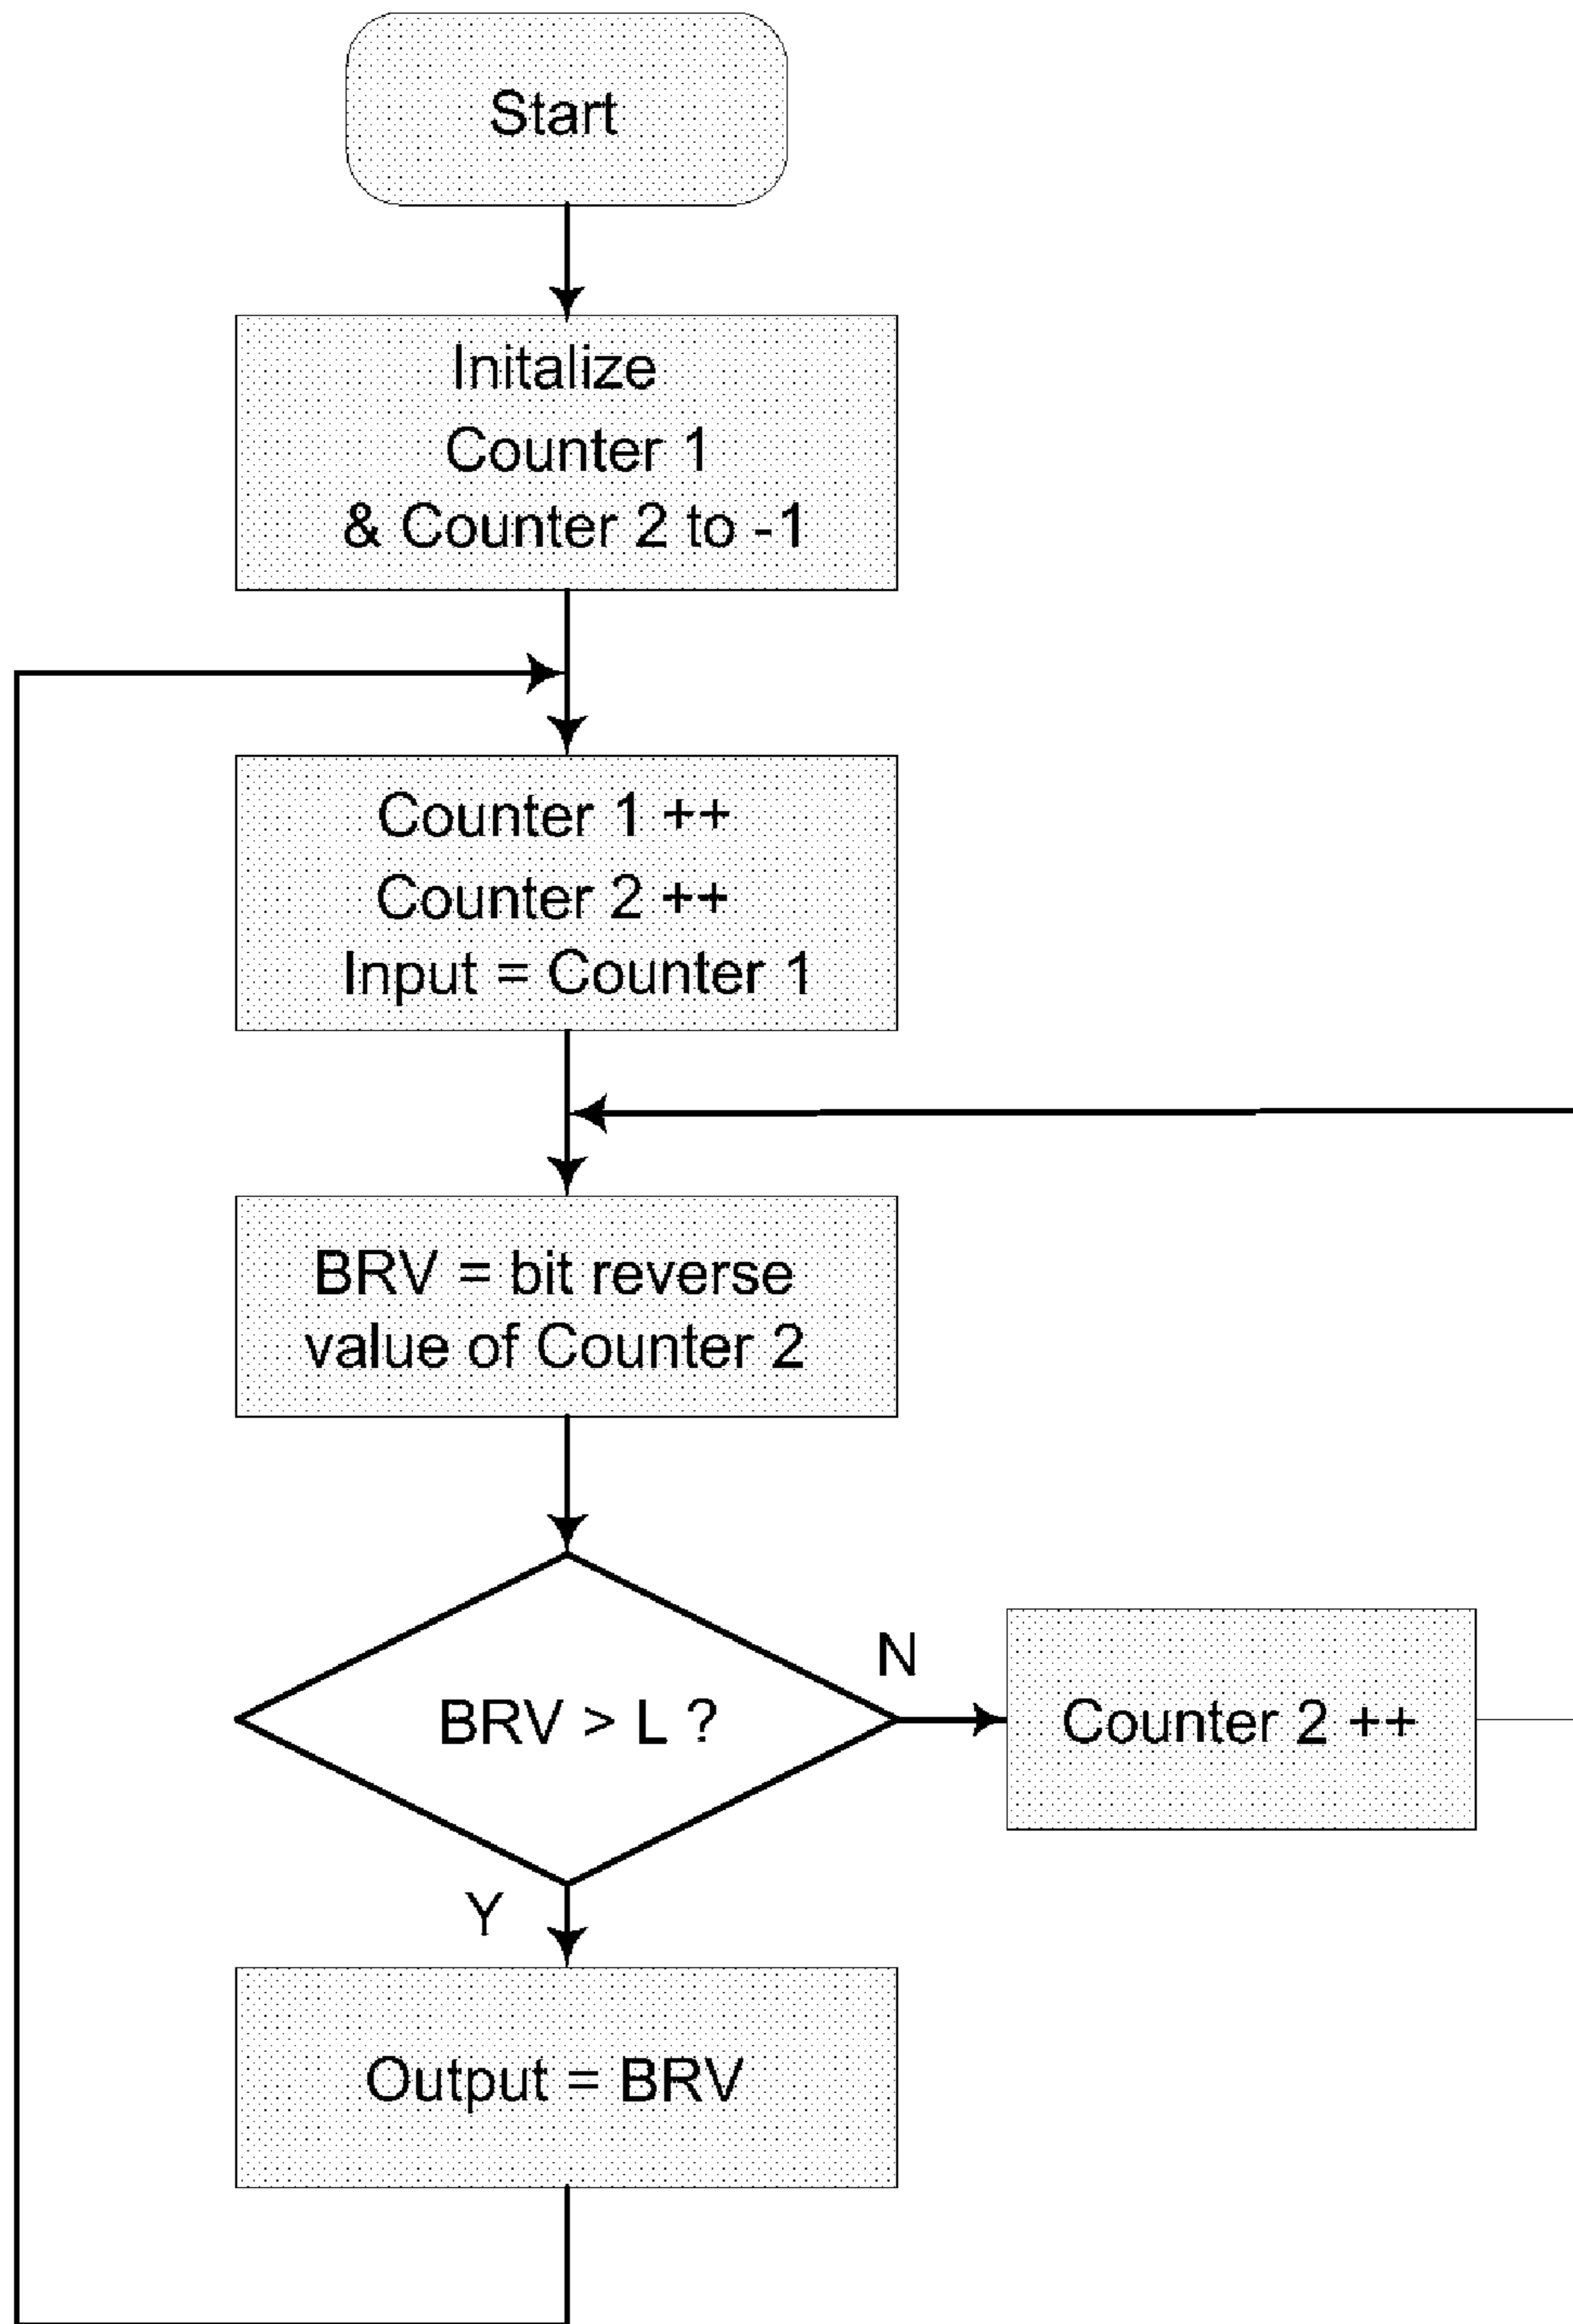 Start
Initalize
Counter 1
& Counter 2 to -1
Counter 1 ++
Counter 2 ++
Input = Counter 1
BRV = bit reverse
value of Counter 2
BRV > L ?
N
Counter 2 ++
Y
Output = BRV